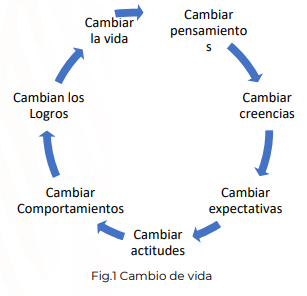 Cambiar
la vida
Cambiar
pensamiento
s
Cambiar
creencias
Cambiar
expectativas
Cambiar
actitudes
Cambiar
Comportamientos
Cambian los
Logros
Fig.1 Cambio de vida